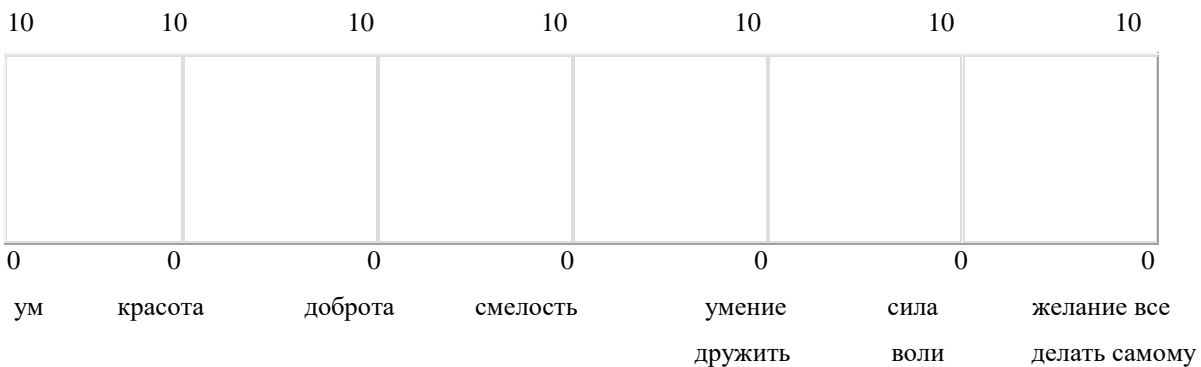 10 10 10 10 10 10 10
0 0 0 0 0 0 0
ум красота доброта смелость умение сила желание все
дружить воли делать самому